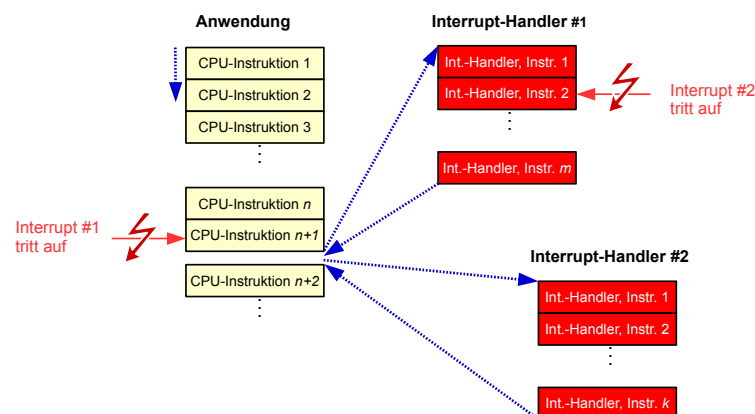 Anwendung
CPU-Instruktion 1
CPU-Instruktion 2
CPU-Instruktion 3
CPU-Instruktion n
CPU-Instruktion n+1
CPU-Instruktion n+2
Interrupt #1
tritt auf
Interrupt-Handler #1
Int.-Handler, Instr. 1
Int.-Handler, Instr. 2
Int.-Handler, Instr. m
Interrupt #2
tritt auf
Interrupt-Handler #2
Int.-Handler, Instr. 1
Int.-Handler, Instr. 2
Int.-Handler, Instr. k